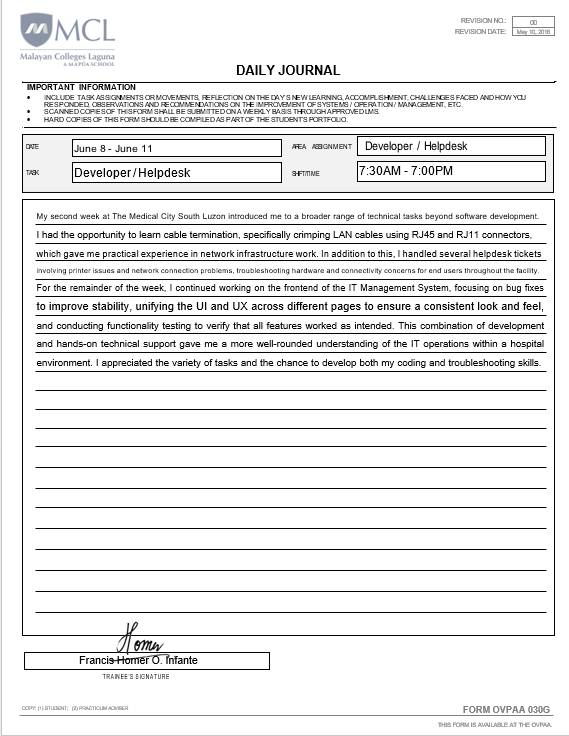 MCL
Malayan Colleges Laguna
A MAPÚA SCHOOL
REVISION NO.: 00
REVISION DATE: May 10, 2018
DAILY JOURNAL
IMPORTANT INFORMATION
• INCLUDE TASK ASSIGNMENTS OR MOVEMENTS, REFLECTION ON THE DAY'S NEW LEARNING, ACCOMPLISHMENT, CHALLENGES FACED AND HOW YOU
RESPONDED, OBSERVATIONS AND RECOMMENDATIONS ON THE IMPROVEMENT OF SYSTEMS / OPERATION / MANAGEMENT, ETC.
• SCANNED COPIES OF THIS FORM SHALL BE SUBMITTED ON A WEEKLY BASIS THROUGH APPROVED LMS.
• HARD COPIES OF THIS FORM SHOULD BE COMPILED AS PART OF THE STUDENT'S PORTFOLIO.
DATE June 8 - June 11 AREA ASSIGNMENT Developer / Helpdesk
TASK Developer / Helpdesk SHIFT/TIME 7:30AM - 7:00PM
My second week at The Medical City South Luzon introduced me to a broader range of technical tasks beyond software development.
I had the opportunity to learn cable termination, specifically crimping LAN cables using RJ45 and RJ11 connectors,
which gave me practical experience in network infrastructure work. In addition to this, I handled several helpdesk tickets
involving printer issues and network connection problems, troubleshooting hardware and connectivity concerns for end users throughout the facility.
For the remainder of the week, I continued working on the frontend of the IT Management System, focusing on bug fixes
to improve stability, unifying the UI and UX across different pages to ensure a consistent look and feel,
and conducting functionality testing to verify that all features worked as intended. This combination of development
and hands-on technical support gave me a more well-rounded understanding of the IT operations within a hospital
environment. I appreciated the variety of tasks and the chance to develop both my coding and troubleshooting skills.
Homer
Francis Homer O. Infante
TRAINEE'S SIGNATURE
COPY: (1) STUDENT; (2) PRACTICUM ADVISER
FORM OVPAA 030G
THIS FORM IS AVAILABLE AT THE OVPAA.